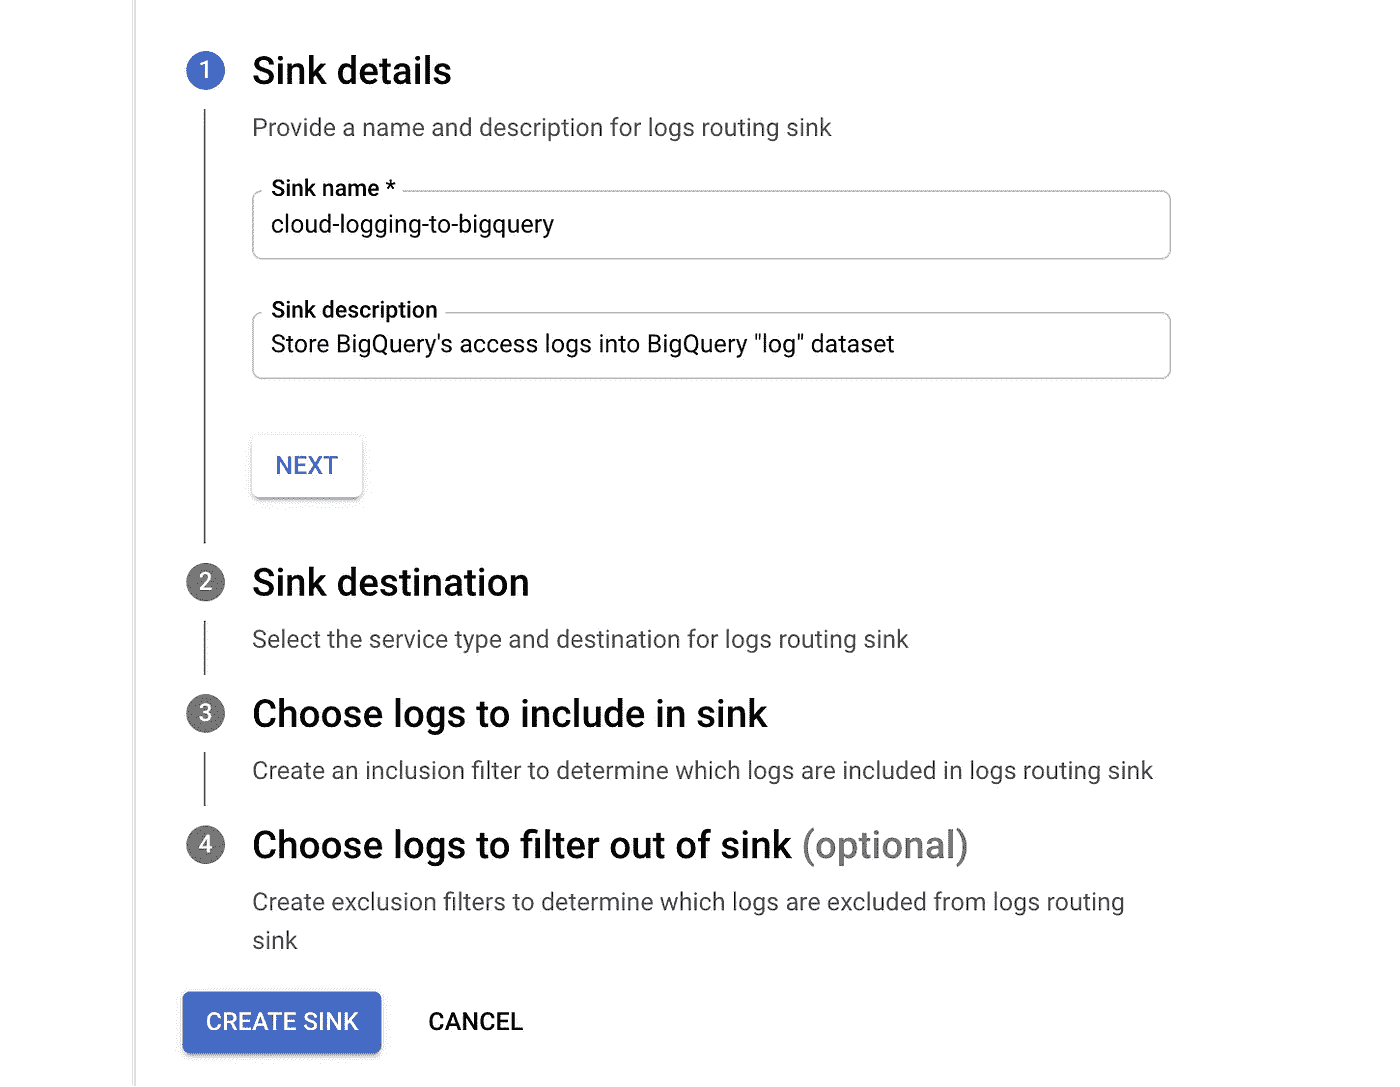 1 Sink details
Provide a name and description for logs routing sink
Sink name *
cloud-logging-to-bigquery
Sink description
Store BigQuery's access logs into BigQuery "log" dataset
NEXT
2 Sink destination
Select the service type and destination for logs routing sink
3 Choose logs to include in sink
Create an inclusion filter to determine which logs are included in logs routing sink
4 Choose logs to filter out of sink (optional)
Create exclusion filters to determine which logs are excluded from logs routing
sink
CREATE SINK CANCEL